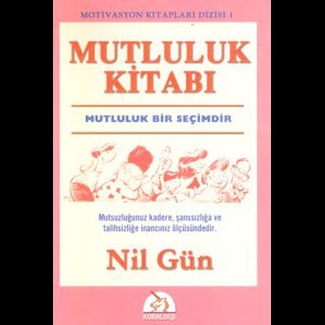 MOTİVASYON KİTAPLARI DİZİSİ 1
MUTLULUK
KİTABI
MUTLULUK BİR SEÇİMDİR
Mutsuzluğunuz kadere, şanssızlığa ve
talihsizliğe inancınız ölçüsündedir.
Nil Gün
KURALDIŞI